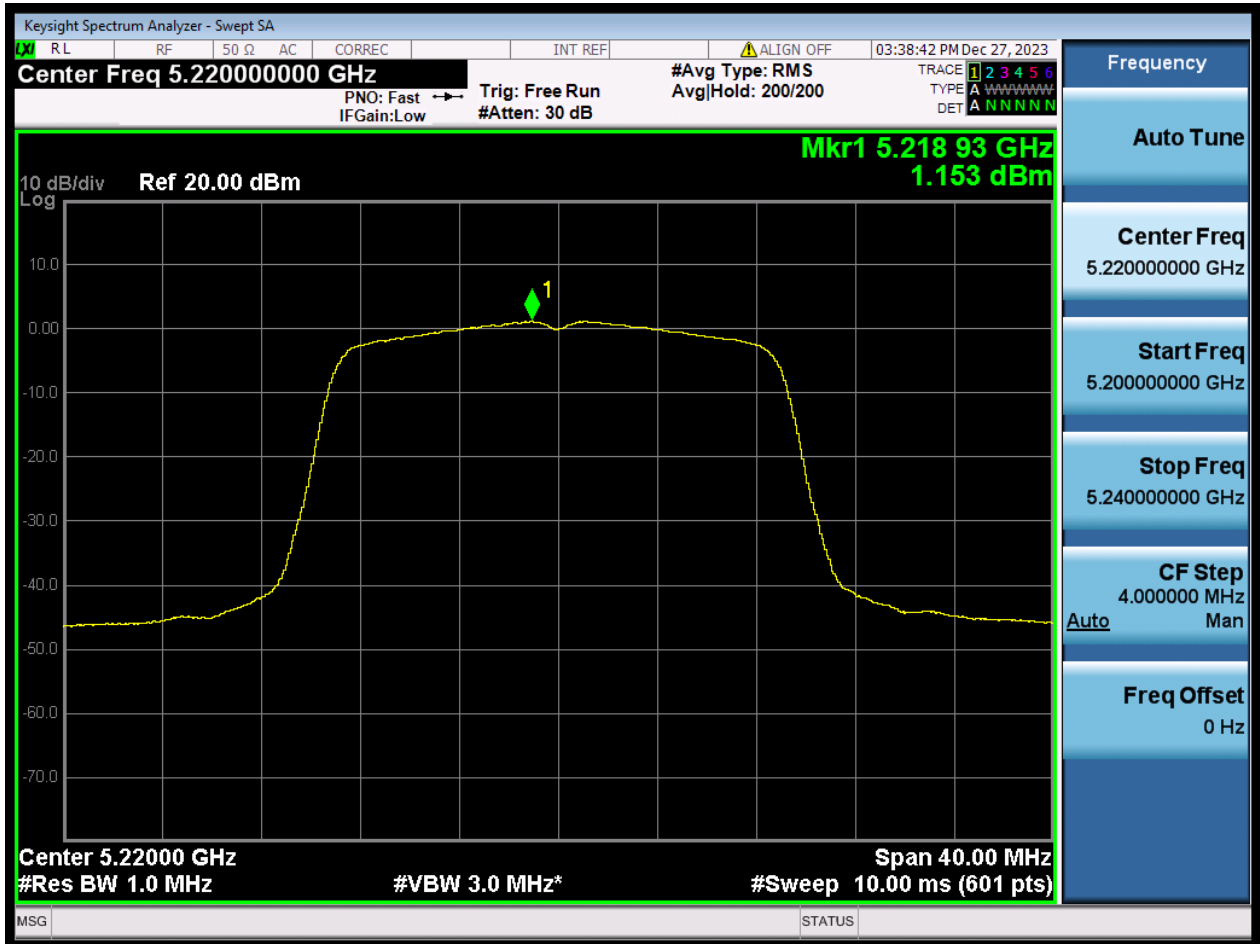 Keysight Spectrum Analyzer - Swept SA
LXI RL RF 50 Ω AC CORREC INT REF ALIGN OFF 03:38:42 PM Dec 27, 2023
Center Freq 5.220000000 GHz
PNO: Fast
IFGain:Low
Trig: Free Run
#Atten: 30 dB
#Avg Type: RMS
Avg|Hold: 200/200
TRACE 1 2 3 4 5 6
TYPE A WWWWW
DET A N N N N N
Mkr1 5.218 93 GHz
1.153 dBm
10 dB/div Ref 20.00 dBm
Log
10.0
1
0.00
-10.0
-20.0
-30.0
-40.0
-50.0
-60.0
-70.0
Center 5.22000 GHz Span 40.00 MHz
#Res BW 1.0 MHz #VBW 3.0 MHz* #Sweep 10.00 ms (601 pts)
MSG STATUS
Frequency
Auto Tune
Center Freq
5.220000000 GHz
Start Freq
5.200000000 GHz
Stop Freq
5.240000000 GHz
CF Step
4.000000 MHz
Auto Man
Freq Offset
0 Hz